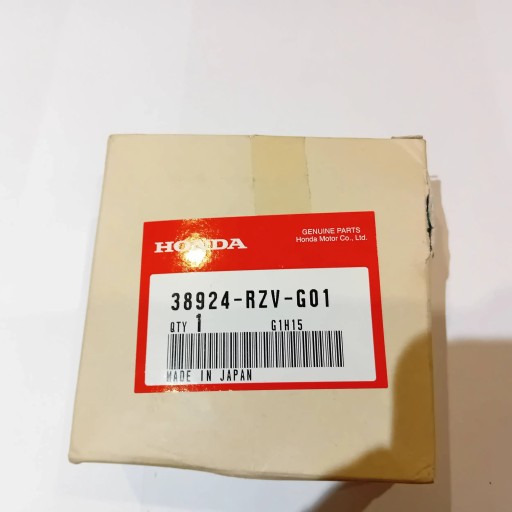 HONDA
GENUINE PARTS
Honda Motor Co., Ltd.
38924-RZV-G01
QTY 1 G1H15
MADE IN JAPAN